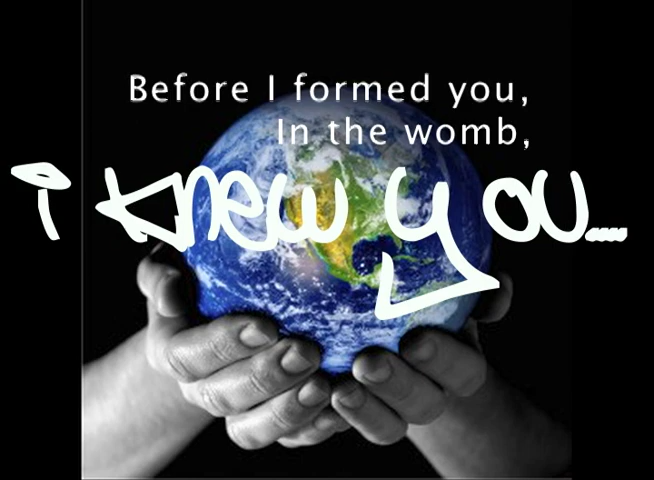 Before I formed you,
In the womb,
i knew you....